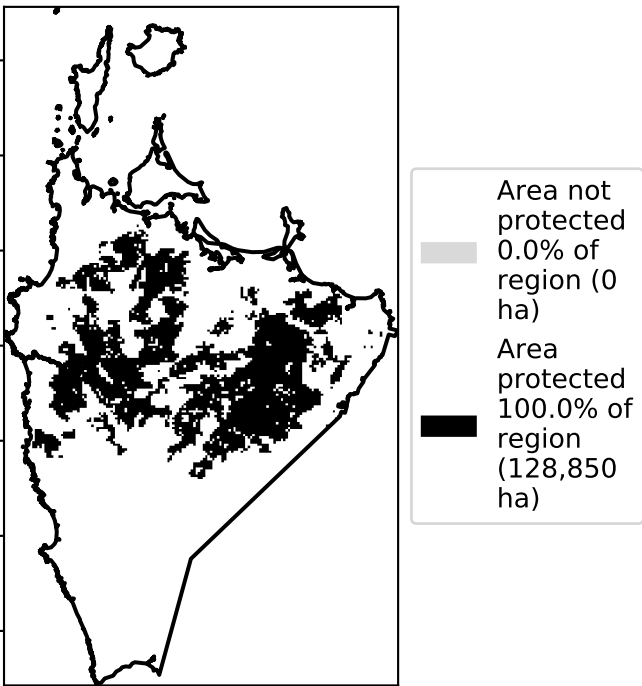 Area not
protected
0.0% of
region (0
ha)
Area
protected
100.0% of
region
(128,850
ha)